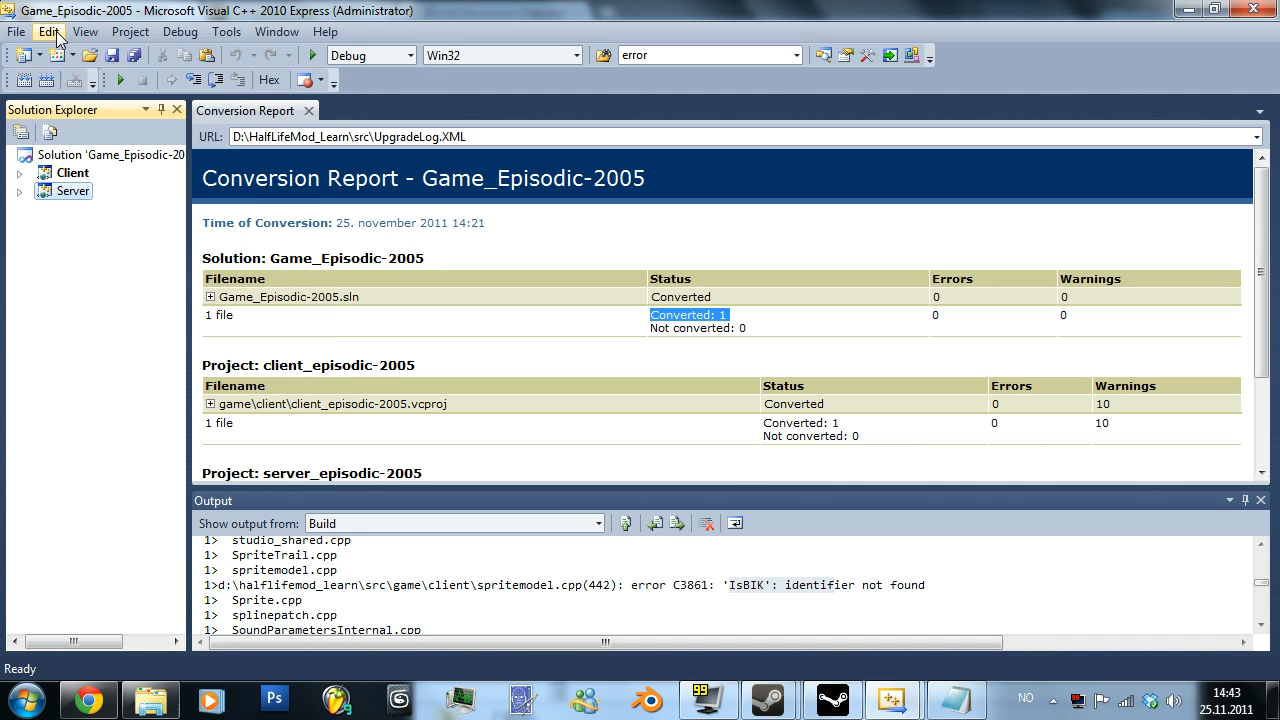 Game_Episodic-2005 - Microsoft Visual C++ 2010 Express (Administrator)
File Edit View Project Debug Tools Window Help
Debug Win32 error
Hex
Solution Explorer
Solution 'Game_Episodic-20
Client
Server
Conversion Report
URL: D:\HalfLifeMod_Learn\src\UpgradeLog.XML
Conversion Report - Game_Episodic-2005
Time of Conversion: 25. november 2011 14:21
Solution: Game_Episodic-2005
Filename Status Errors Warnings
Game_Episodic-2005.sln Converted 0 0
1 file Converted: 1 0 0
Not converted: 0
Project: client_episodic-2005
Filename Status Errors Warnings
game\client\client_episodic-2005.vcproj Converted 0 10
1 file Converted: 1 0 10
Not converted: 0
Project: server_episodic-2005
Output
Show output from: Build
1> studio_shared.cpp
1> SpriteTrail.cpp
1> spritemodel.cpp
1>d:\halflifemod_learn\src\game\client\spritemodel.cpp(442): error C3861: 'IsBIK': identifier not found
1> Sprite.cpp
1> splinepatch.cpp
1> SoundParametersInternal.cpp
Ready
Ps
99
NO
99
14:43
25.11.2011